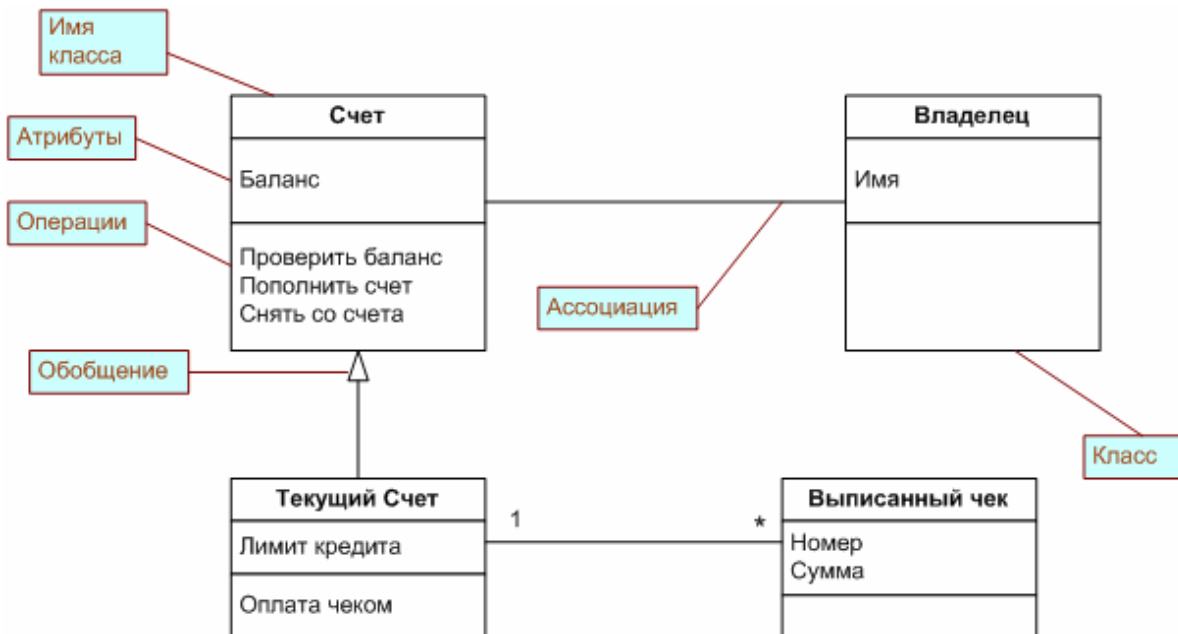 Имя
класса
Счет
Владелец
Атрибуты
Баланс
Имя
Операции
Проверить баланс
Пополнить счет
Снять со счета
Ассоциация
Обобщение
Класс
Текущий Счет
Выписанный чек
1
*
Лимит кредита
Номер
Сумма
Оплата чеком